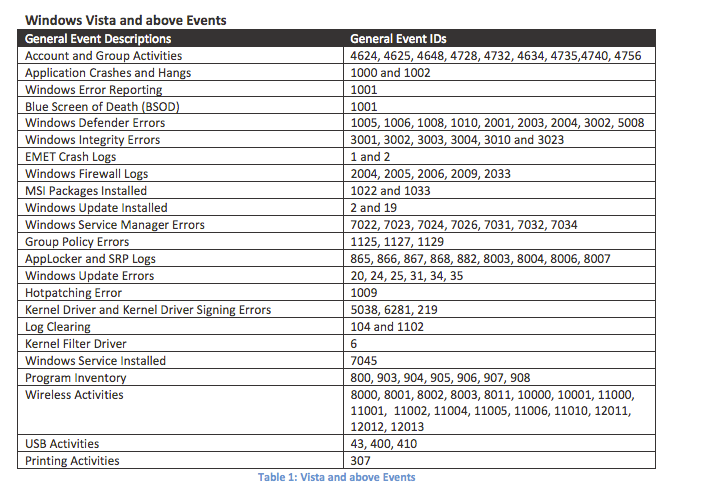 Windows Vista and above Events
General Event Descriptions General Event IDs
Account and Group Activities 4624, 4625, 4648, 4728, 4732, 4634, 4735,4740, 4756
Application Crashes and Hangs 1000 and 1002
Windows Error Reporting 1001
Blue Screen of Death (BSOD) 1001
Windows Defender Errors 1005, 1006, 1008, 1010, 2001, 2003, 2004, 3002, 5008
Windows Integrity Errors 3001, 3002, 3003, 3004, 3010 and 3023
EMET Crash Logs 1 and 2
Windows Firewall Logs 2004, 2005, 2006, 2009, 2033
MSI Packages Installed 1022 and 1033
Windows Update Installed 2 and 19
Windows Service Manager Errors 7022, 7023, 7024, 7026, 7031, 7032, 7034
Group Policy Errors 1125, 1127, 1129
AppLocker and SRP Logs 865, 866, 867, 868, 882, 8003, 8004, 8006, 8007
Windows Update Errors 20, 24, 25, 31, 34, 35
Hotpatching Error 1009
Kernel Driver and Kernel Driver Signing Errors 5038, 6281, 219
Log Clearing 104 and 1102
Kernel Filter Driver 6
Windows Service Installed 7045
Program Inventory 800, 903, 904, 905, 906, 907, 908
Wireless Activities 8000, 8001, 8002, 8003, 8011, 10000, 10001, 11000,
11001, 11002, 11004, 11005, 11006, 11010, 12011,
12012, 12013
USB Activities 43, 400, 410
Printing Activities 307
Table 1: Vista and above Events